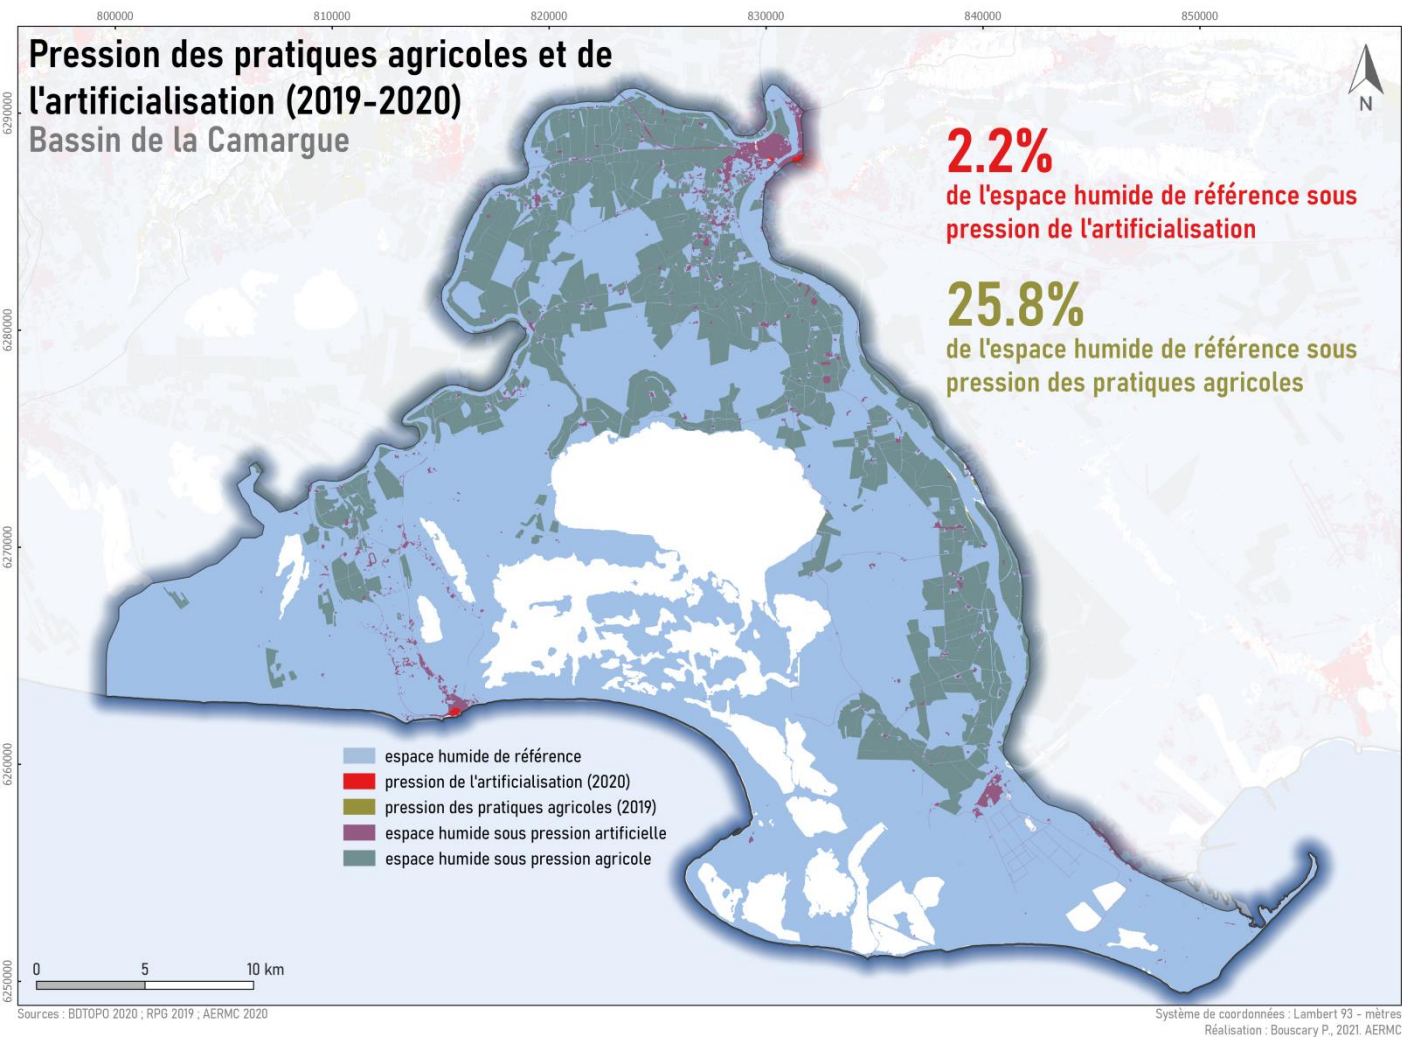 800000 810000 820000 830000 840000 850000
Pression des pratiques agricoles et de
l'artificialisation (2019-2020)
Bassin de la Camargue
N
6290000
2.2%
de l'espace humide de référence sous
pression de l'artificialisation
25.8%
de l'espace humide de référence sous
pression des pratiques agricoles
6280000
6270000
6260000
6250000
espace humide de référence
pression de l'artificialisation (2020)
pression des pratiques agricoles (2019)
espace humide sous pression artificielle
espace humide sous pression agricole
0 5 10 km
Sources : BDTOPO 2020 ; RPG 2019 ; AERMC 2020
Système de coordonnées : Lambert 93 - mètres
Réalisation : Bouscary P., 2021. AERMC